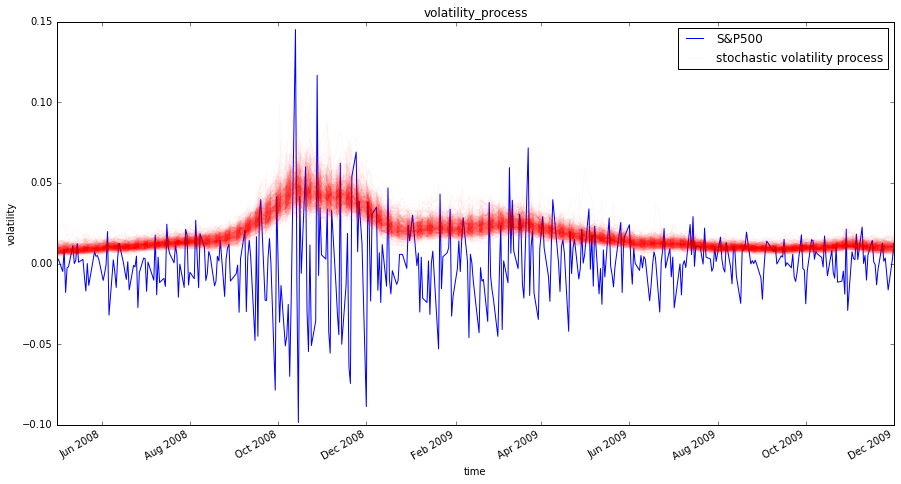 volatility_process
S&P500
stochastic volatility process
0.15
0.10
0.05
0.00
−0.05
−0.10
volatility
Jun 2008
Aug 2008
Oct 2008
Dec 2008
Feb 2009
Apr 2009
Jun 2009
Aug 2009
Oct 2009
Dec 2009
time